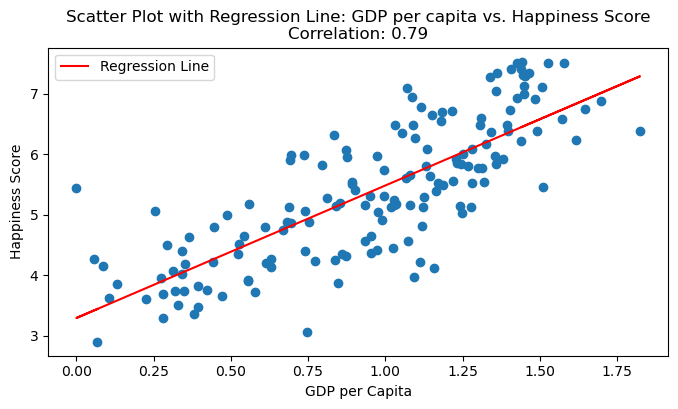 Scatter Plot with Regression Line: GDP per capita vs. Happiness Score
Correlation: 0.79
Regression Line
Happiness Score
7
6
5
4
3
0.00 0.25 0.50 0.75 1.00 1.25 1.50 1.75
GDP per Capita